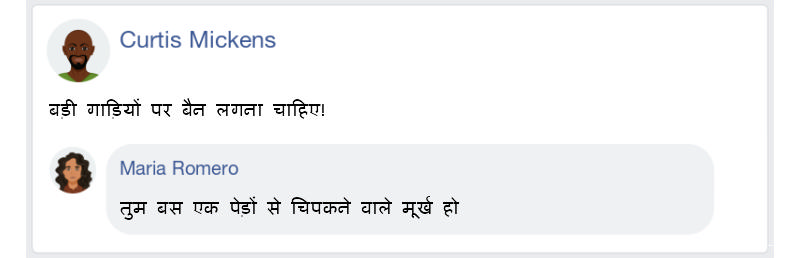 Curtis Mickens
बड़ी गाड़ियों पर बैन लगना चाहिए!
Maria Romero
तुम बस एक पेड़ों से चिपकने वाले मूर्ख हो